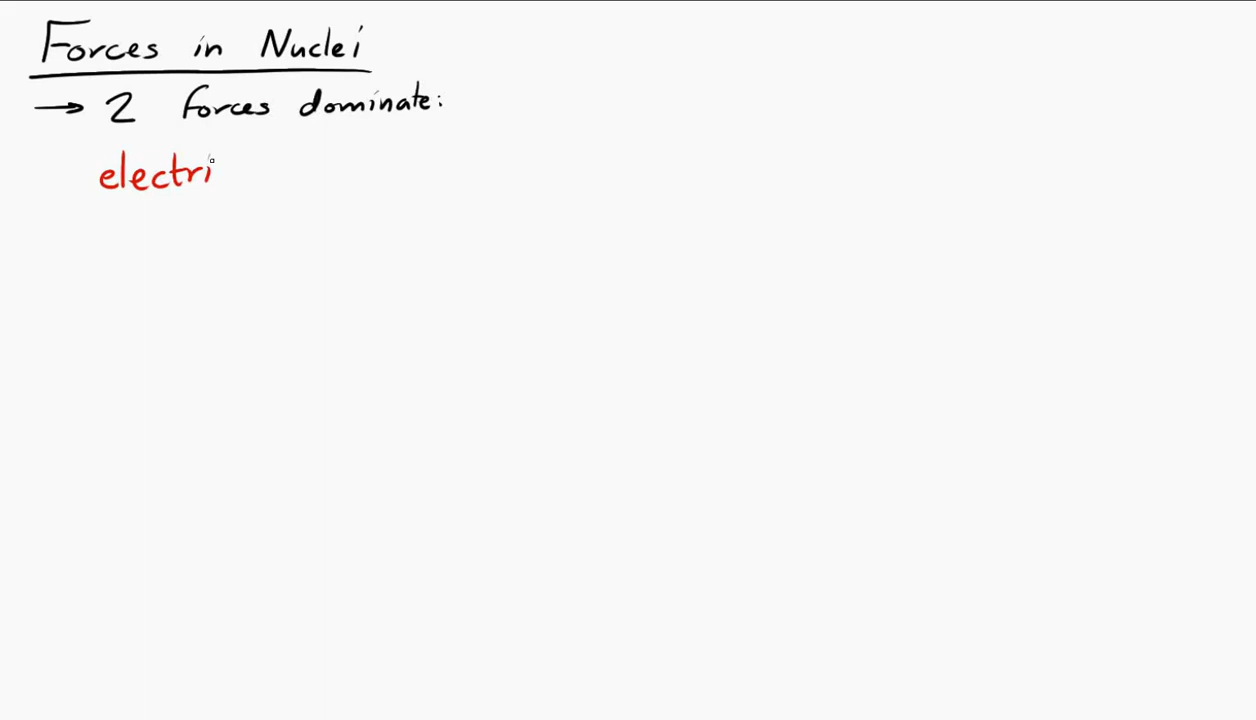 Forces in Nuclei
→ 2 forces dominate:
electri